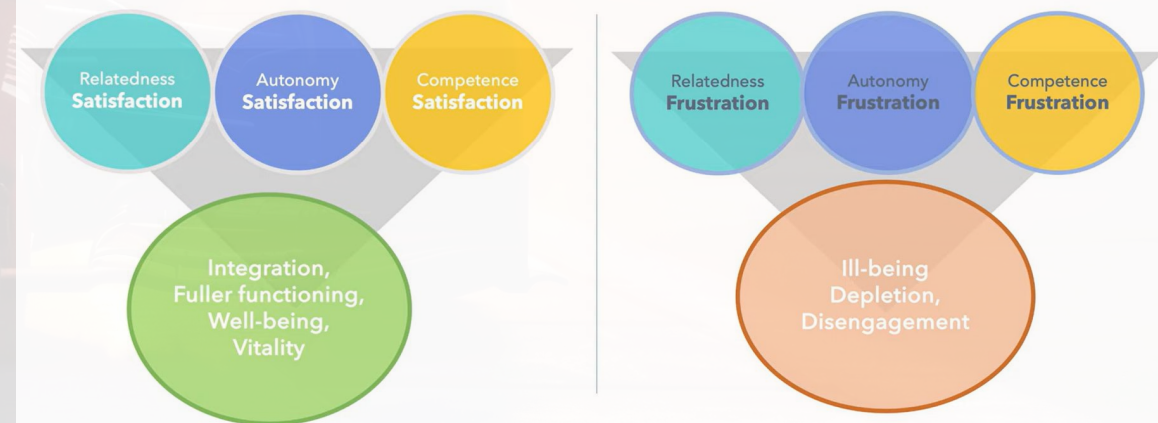 Relatedness
Satisfaction
Autonomy
Satisfaction
Competence
Satisfaction
Integration,
Fuller functioning,
Well-being,
Vitality
Relatedness
Frustration
Autonomy
Frustration
Competence
Frustration
Ill-being
Depletion,
Disengagement